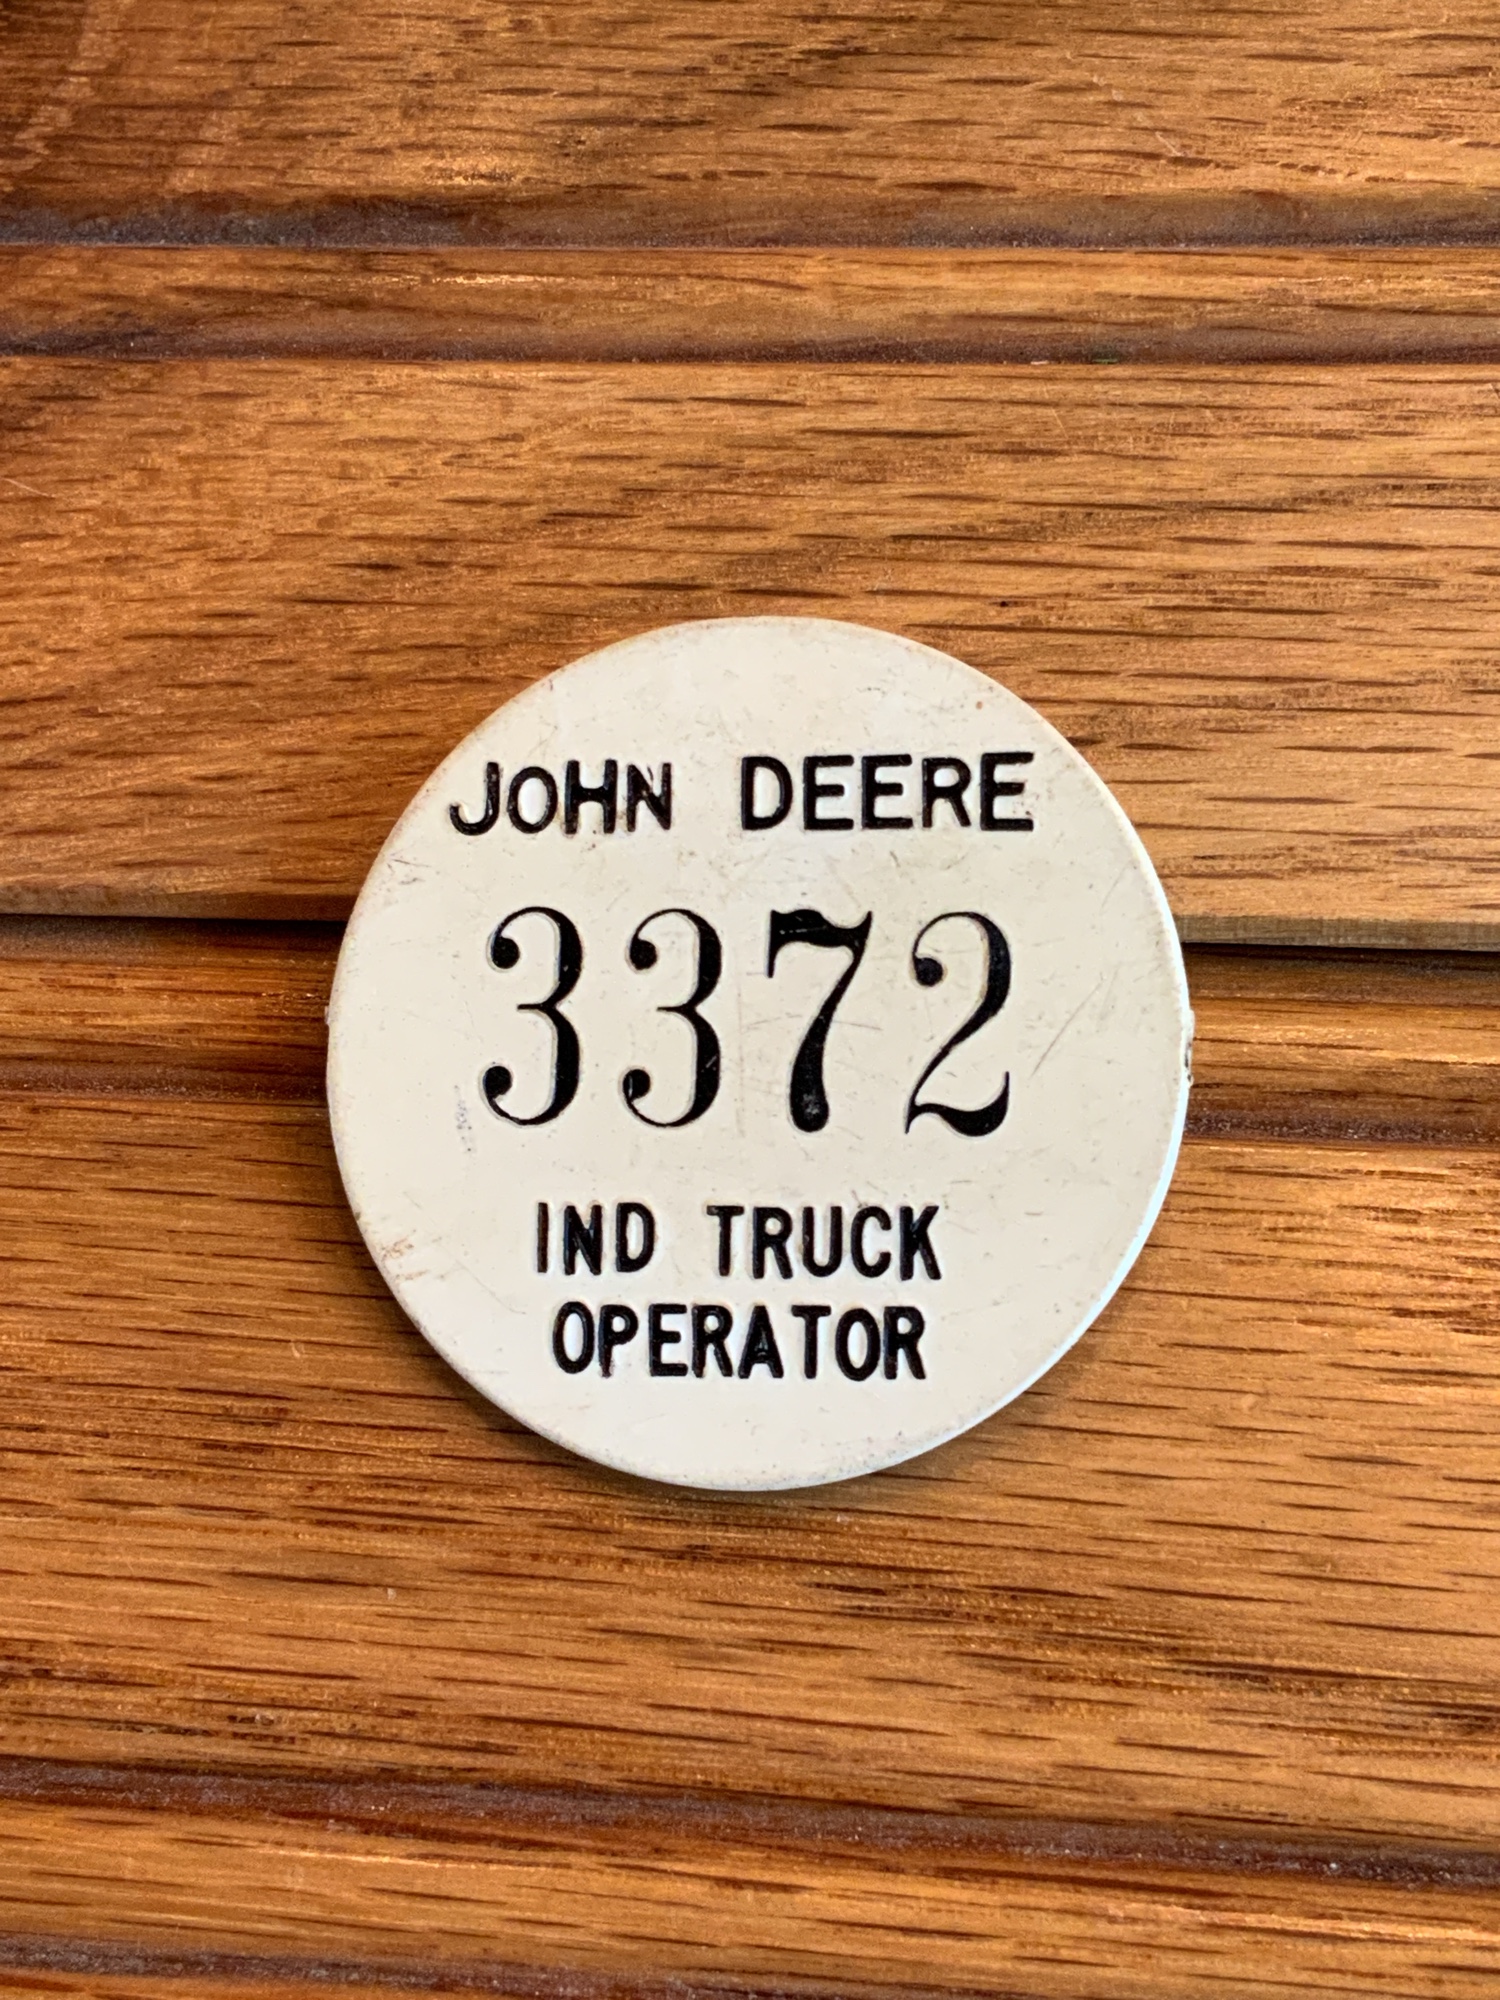 JOHN DEERE
3372
IND TRUCK
OPERATOR